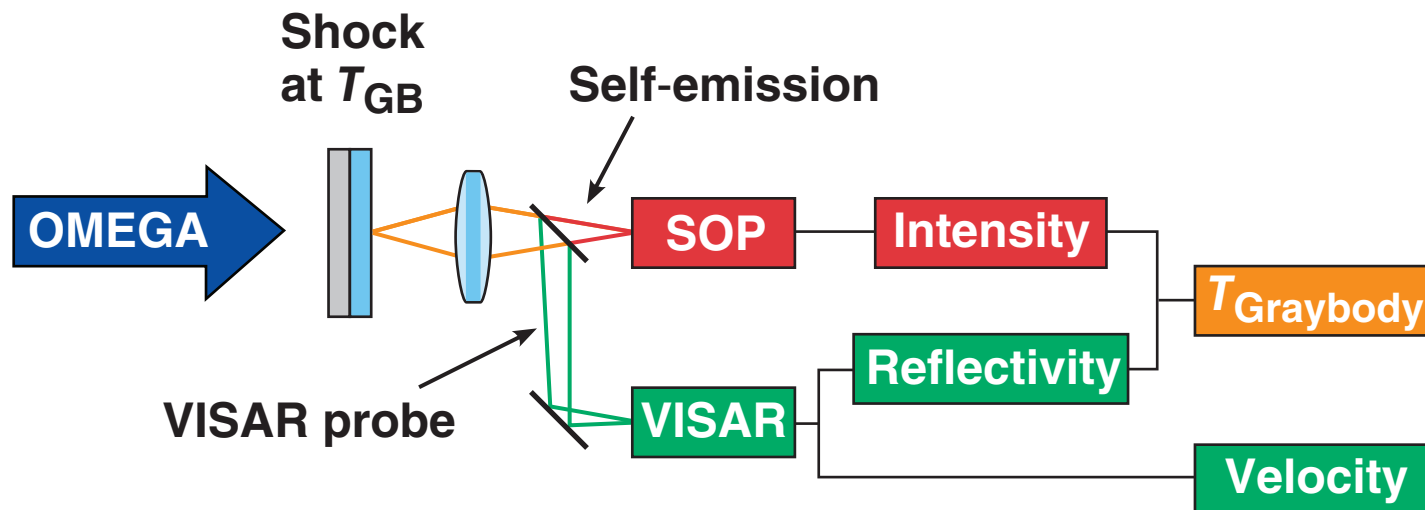 Shock
at TGB
Self-emission
OMEGA
SOP
Intensity
TGraybody
Reflectivity
VISAR probe
VISAR
Velocity